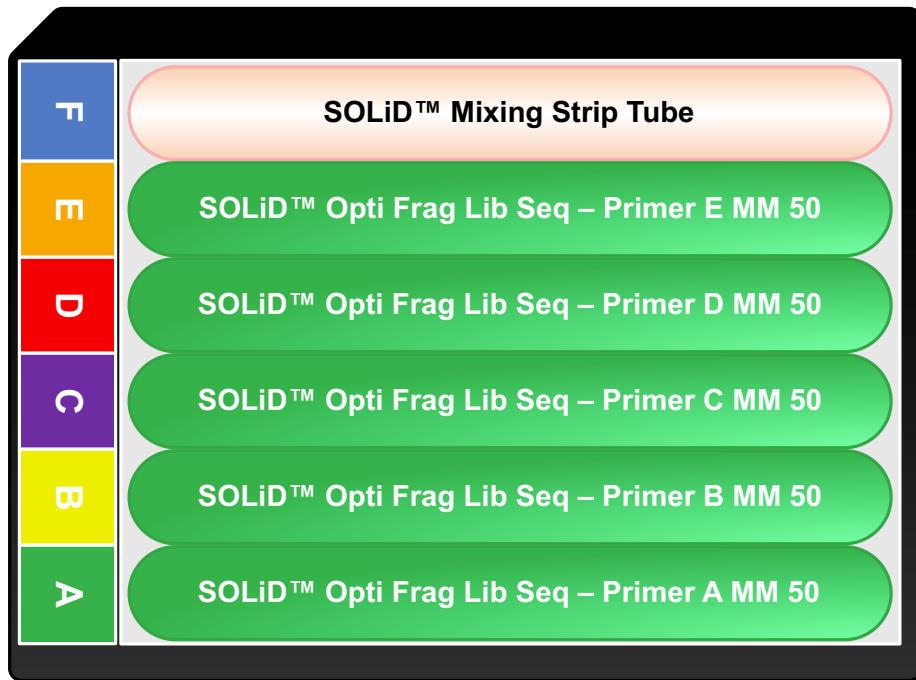 F
SOLiD™ Mixing Strip Tube
E
SOLiD™ Opti Frag Lib Seq – Primer E MM 50
D
SOLiD™ Opti Frag Lib Seq – Primer D MM 50
C
SOLiD™ Opti Frag Lib Seq – Primer C MM 50
B
SOLiD™ Opti Frag Lib Seq – Primer B MM 50
A
SOLiD™ Opti Frag Lib Seq – Primer A MM 50